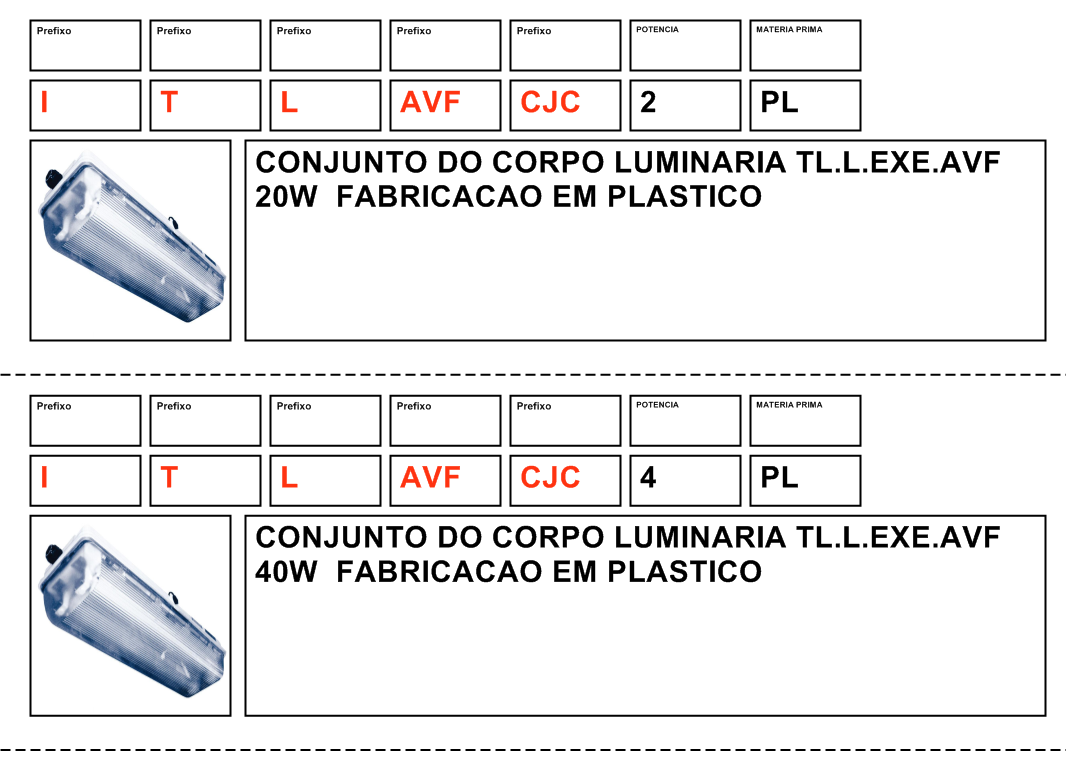 Prefixo Prefixo Prefixo Prefixo Prefixo POTENCIA MATERIA PRIMA
I T L AVF CJC 2 PL
CONJUNTO DO CORPO LUMINARIA TL.L.EXE.AVF
20W FABRICACAO EM PLASTICO
Prefixo Prefixo Prefixo Prefixo Prefixo POTENCIA MATERIA PRIMA
I T L AVF CJC 4 PL
CONJUNTO DO CORPO LUMINARIA TL.L.EXE.AVF
40W FABRICACAO EM PLASTICO